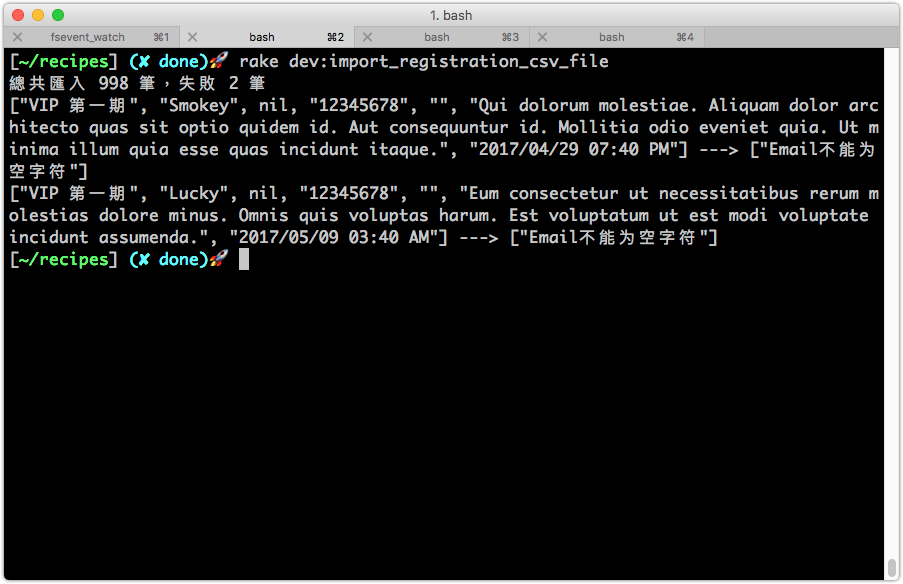 1. bash
fsevent_watch ⌘1 bash ⌘2 bash ⌘3 bash ⌘4
[~/recipes] (✘ done)🚀 rake dev:import_registration_csv_file
總共匯入 998 筆，失敗 2 筆
["VIP 第一期", "Smokey", nil, "12345678", "", "Qui dolorum molestiae. Aliquam dolor arc
hitecto quas sit optio quidem id. Aut consequuntur id. Mollitia odio eveniet quia. Ut m
inima illum quia esse quas incidunt itaque.", "2017/04/29 07:40 PM"] ---> ["Email不能为
空字符"]
["VIP 第一期", "Lucky", nil, "12345678", "", "Eum consectetur ut necessitatibus rerum m
olestias dolore minus. Omnis quis voluptas harum. Est voluptatum ut est modi voluptate
incidunt assumenda.", "2017/05/09 03:40 AM"] ---> ["Email不能为空字符"]
[~/recipes] (✘ done)🚀